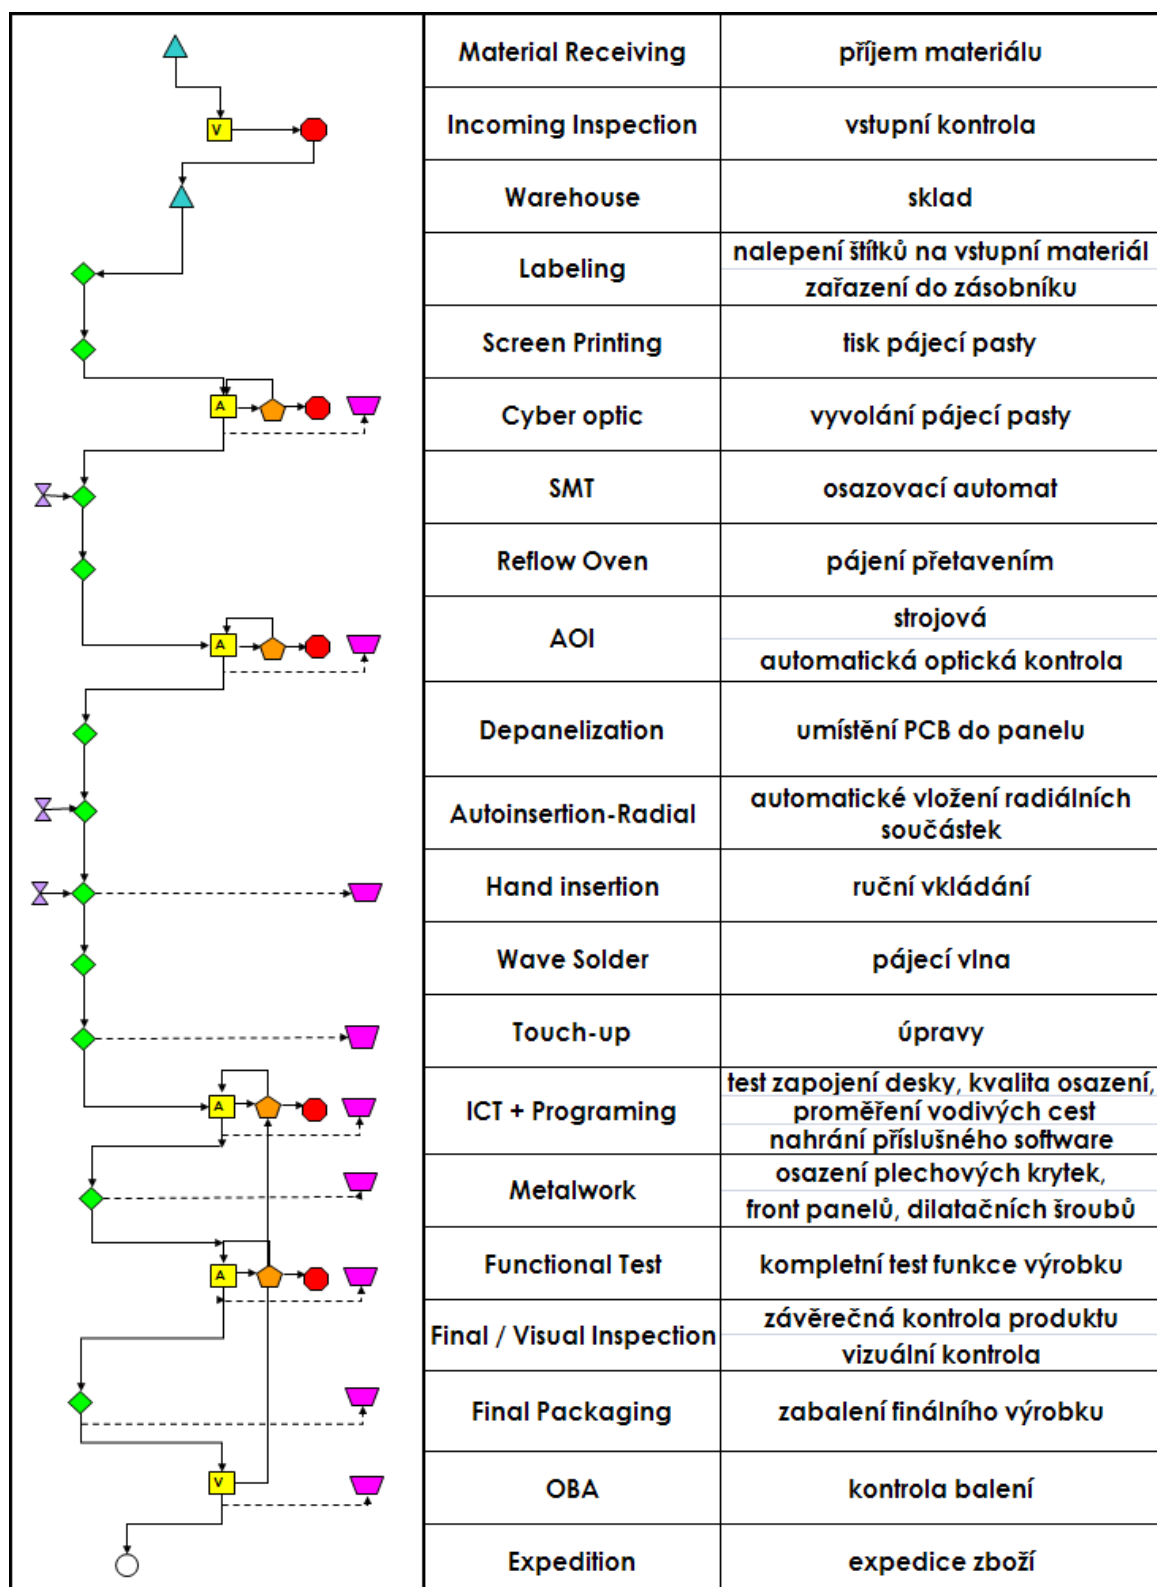 Material Receiving
příjem materiálu
V
Incoming Inspection
vstupní kontrola
Warehouse
sklad
Labeling
nalepení štítků na vstupní materiál
zařazení do zásobníku
Screen Printing
tisk pájecí pasty
A
Cyber optic
vyvolání pájecí pasty
SMT
osazovací automat
Reflow Oven
pájení přetavením
A
AOI
strojová
automatická optická kontrola
Depanelization
umístění PCB do panelu
Autoinsertion-Radial
automatické vložení radiálních
součástek
Hand insertion
ruční vkládání
Wave Solder
pájecí vlna
Touch-up
úpravy
A
ICT + Programing
test zapojení desky, kvalita osazení,
proměření vodivých cest
nahrání příslušného software
Metalwork
osazení plechových krytek,
front panelů, dilatačních šroubů
A
Functional Test
kompletní test funkce výrobku
Final / Visual Inspection
závěrečná kontrola produktu
vizuální kontrola
Final Packaging
zabalení finálního výrobku
V
OBA
kontrola balení
Expedition
expedice zboží